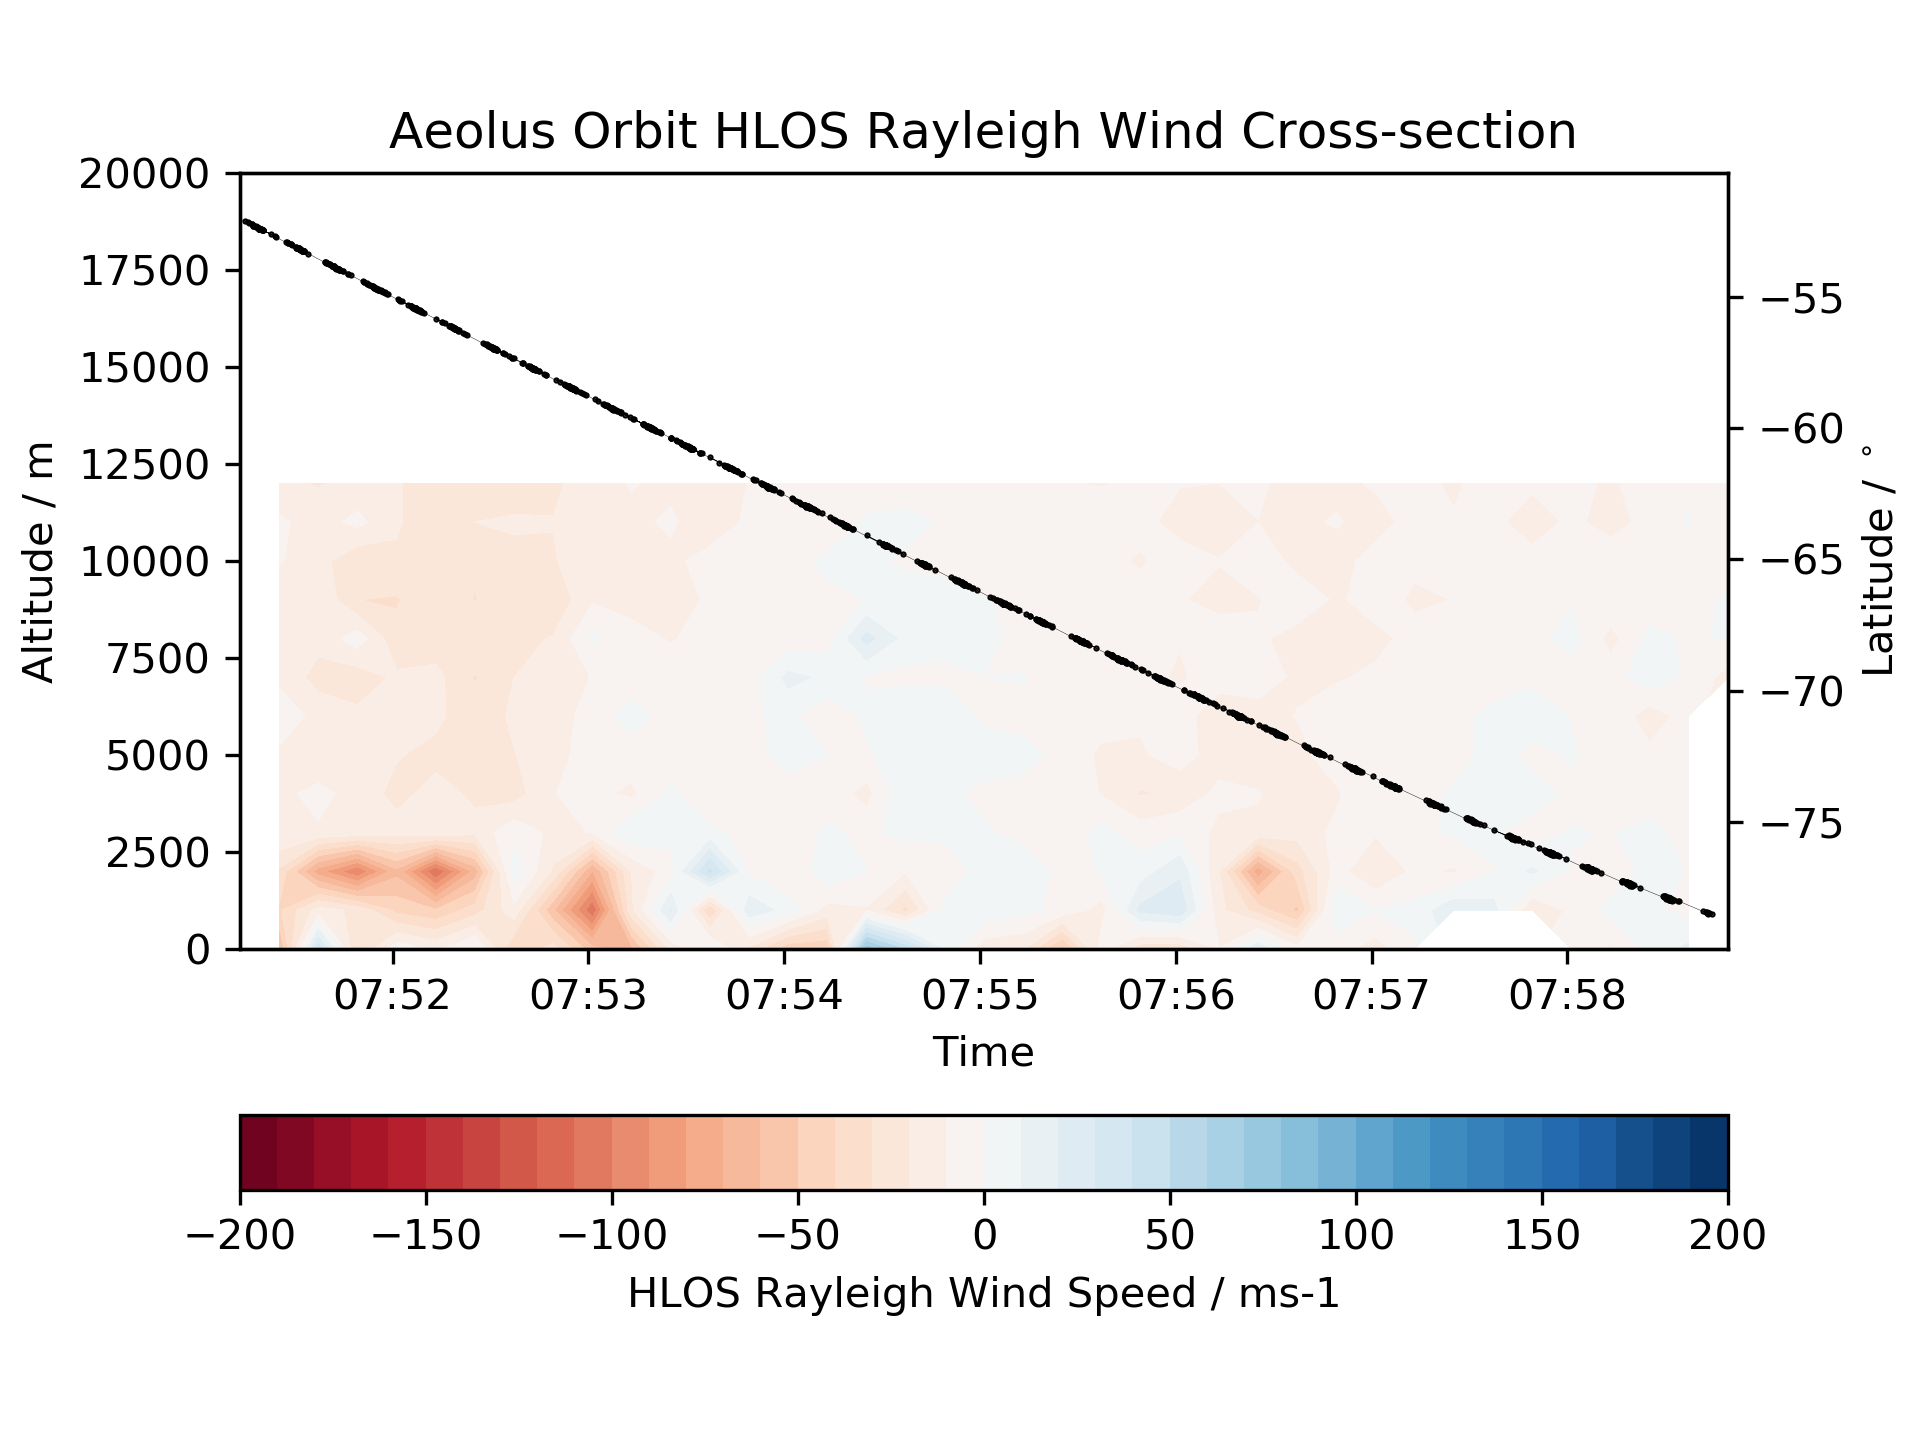 Aeolus Orbit HLOS Rayleigh Wind Cross-section
20000
17500
15000
12500
10000
7500
5000
2500
0
Altitude / m
−55
−60
−65
−70
−75
Latitude / °
07:52 07:53 07:54 07:55 07:56 07:57 07:58
Time
−200 −150 −100 −50 0 50 100 150 200
HLOS Rayleigh Wind Speed / ms-1